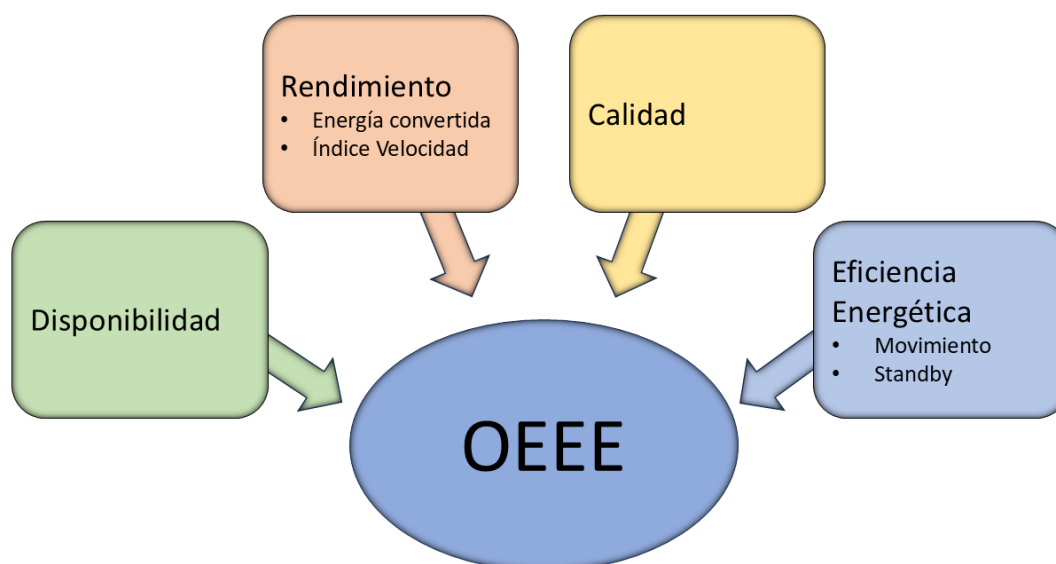 Rendimiento
• Energía convertida
• Índice Velocidad
Calidad
Disponibilidad
Eficiencia
Energética
• Movimiento
• Standby
OEEE